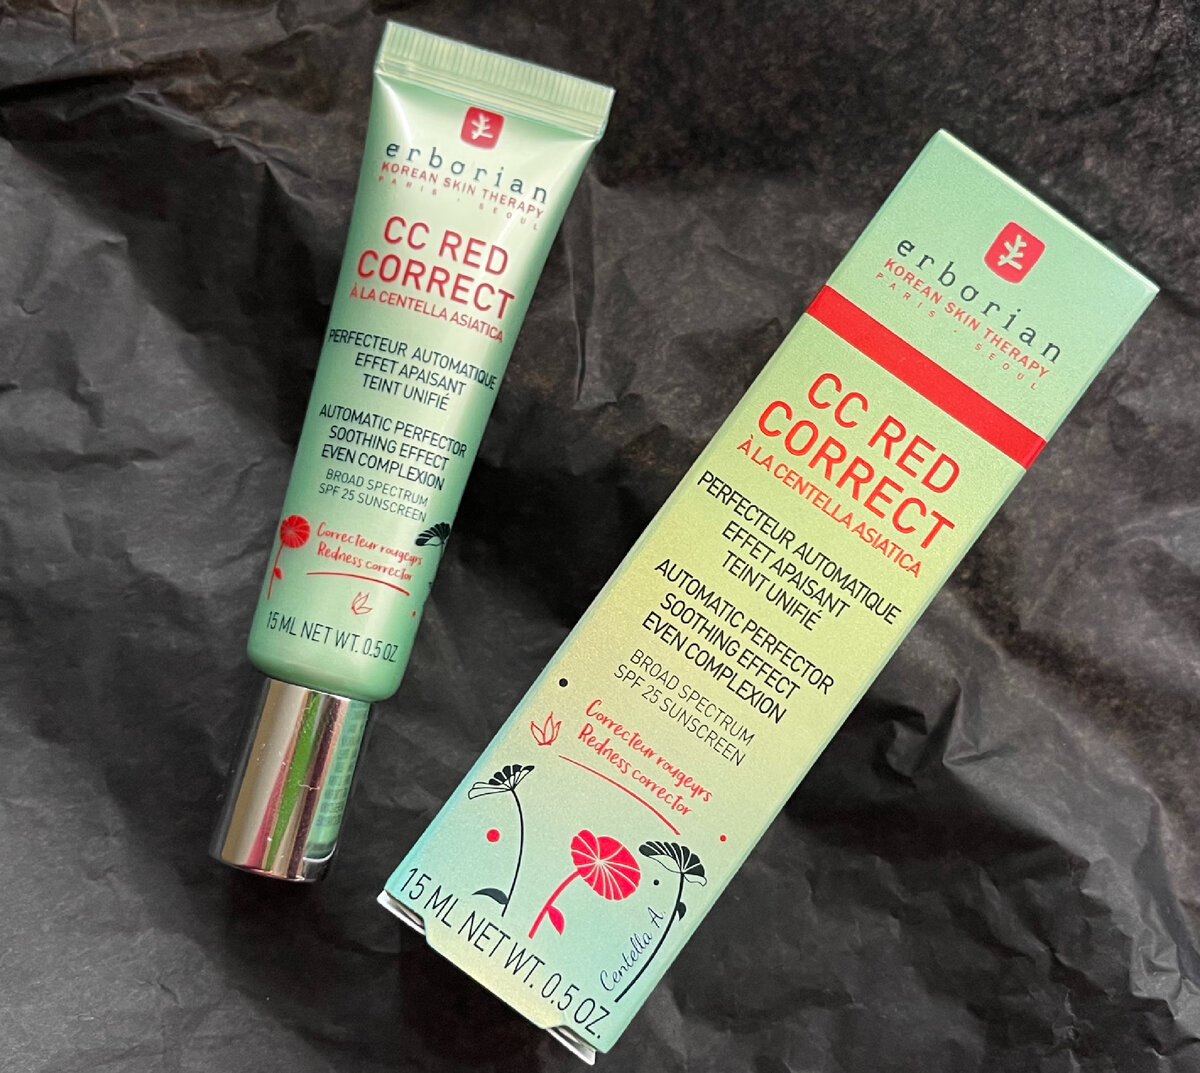 erborian
KOREAN SKIN THERAPY
PARIS · SEOUL
CC RED
CORRECT
À LA CENTELLA ASIATICA
PERFECTEUR AUTOMATIQUE
EFFET APAISANT
TEINT UNIFIÉ
AUTOMATIC PERFECTOR
SOOTHING EFFECT
EVEN COMPLEXION
BROAD SPECTRUM
SPF 25 SUNSCREEN
Correcteur rougeurs
Redness corrector
15 ML NET WT. 0.5 OZ.
erborian
KOREAN SKIN THERAPY
PARIS · SEOUL
CC RED
CORRECT
À LA CENTELLA ASIATICA
PERFECTEUR AUTOMATIQUE
EFFET APAISANT
TEINT UNIFIÉ
AUTOMATIC PERFECTOR
SOOTHING EFFECT
EVEN COMPLEXION
BROAD SPECTRUM
SPF 25 SUNSCREEN
Correcteur rougeurs
Redness corrector
Centella A.
15 ML NET WT. 0.5 OZ.